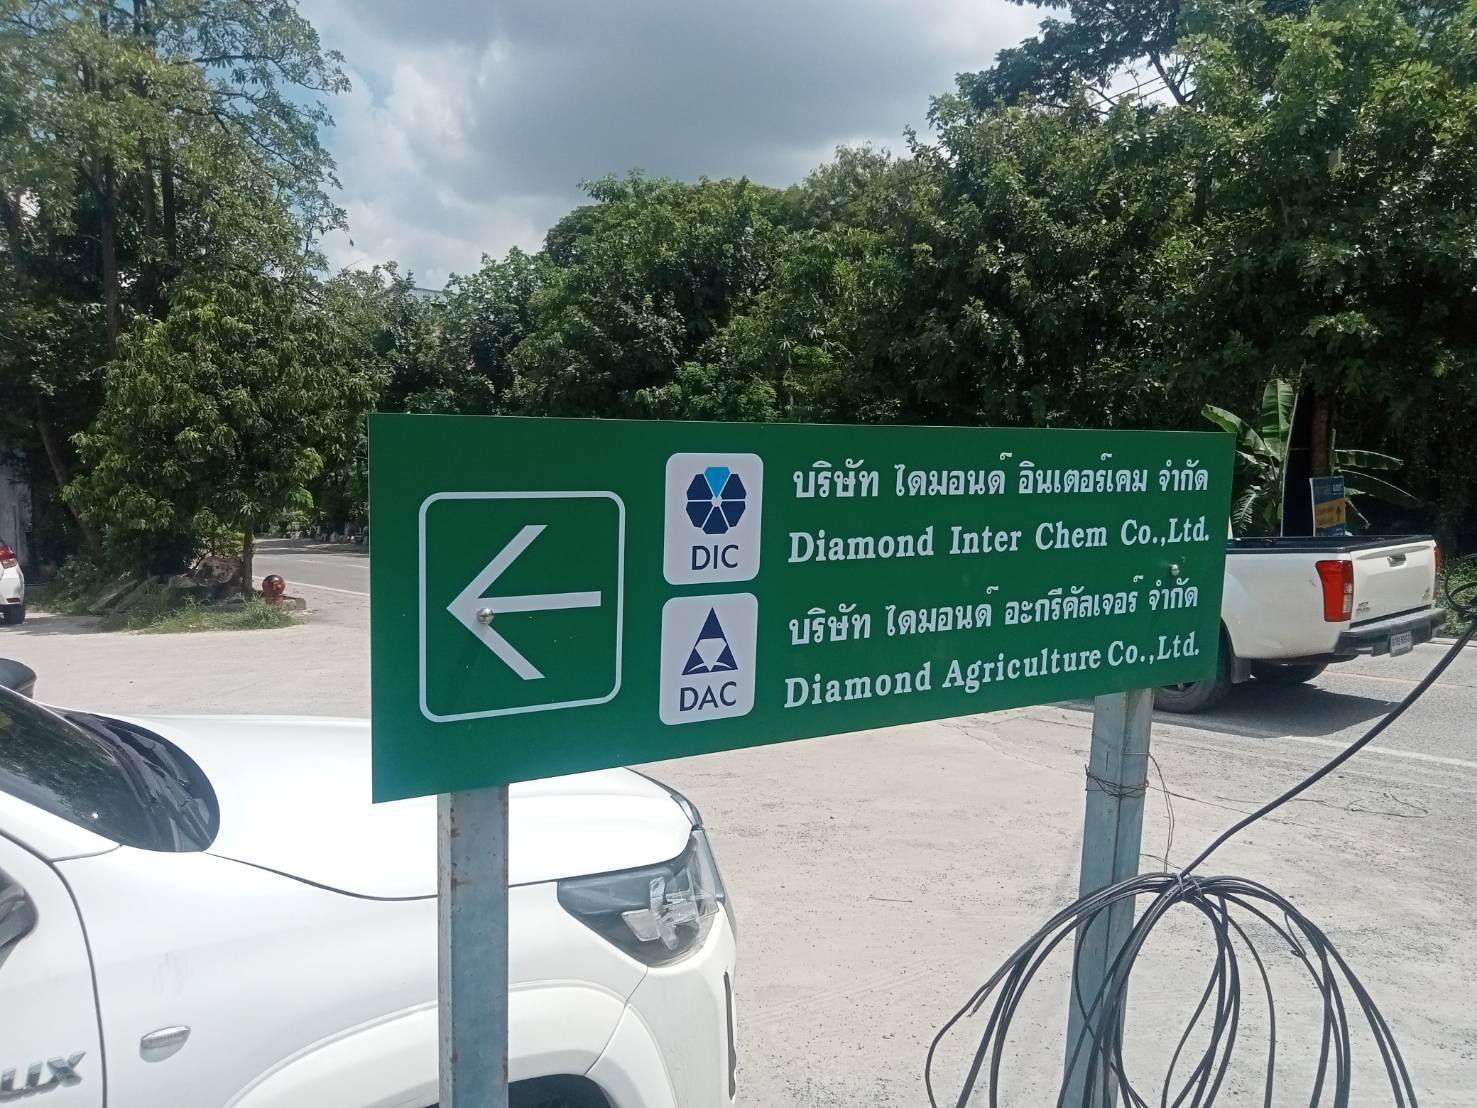 DIC
บริษัท ไดมอนด์ อินเตอร์เคม จำกัด
Diamond Inter Chem Co.,Ltd.
DAC
บริษัท ไดมอนด์ อะกรีคัลเจอร์ จำกัด
Diamond Agriculture Co.,Ltd.
LUX